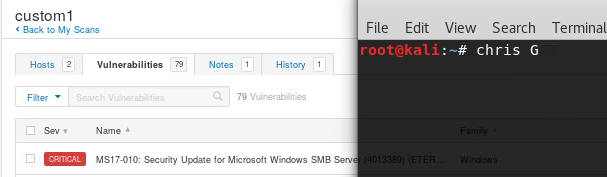 custom1
Back to My Scans
File Edit View Search Terminal
root@kali:~# chris G
Hosts 2 Vulnerabilities 79 Notes 1 History 1
Filter Search Vulnerabilities 79 Vulnerabilities
Sev Name Family
CRITICAL MS17-010: Security Update for Microsoft Windows SMB Server (4013389) (ETER... Windows